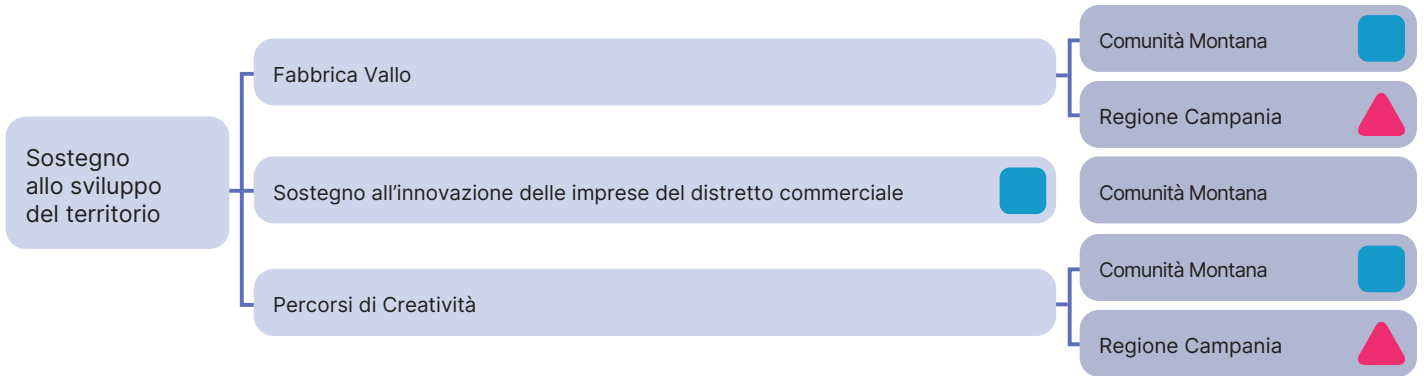 Sostegno
allo sviluppo
del territorio
Fabbrica Vallo
Comunità Montana
Regione Campania
Sostegno all’innovazione delle imprese del distretto commerciale
Comunità Montana
Percorsi di Creatività
Comunità Montana
Regione Campania